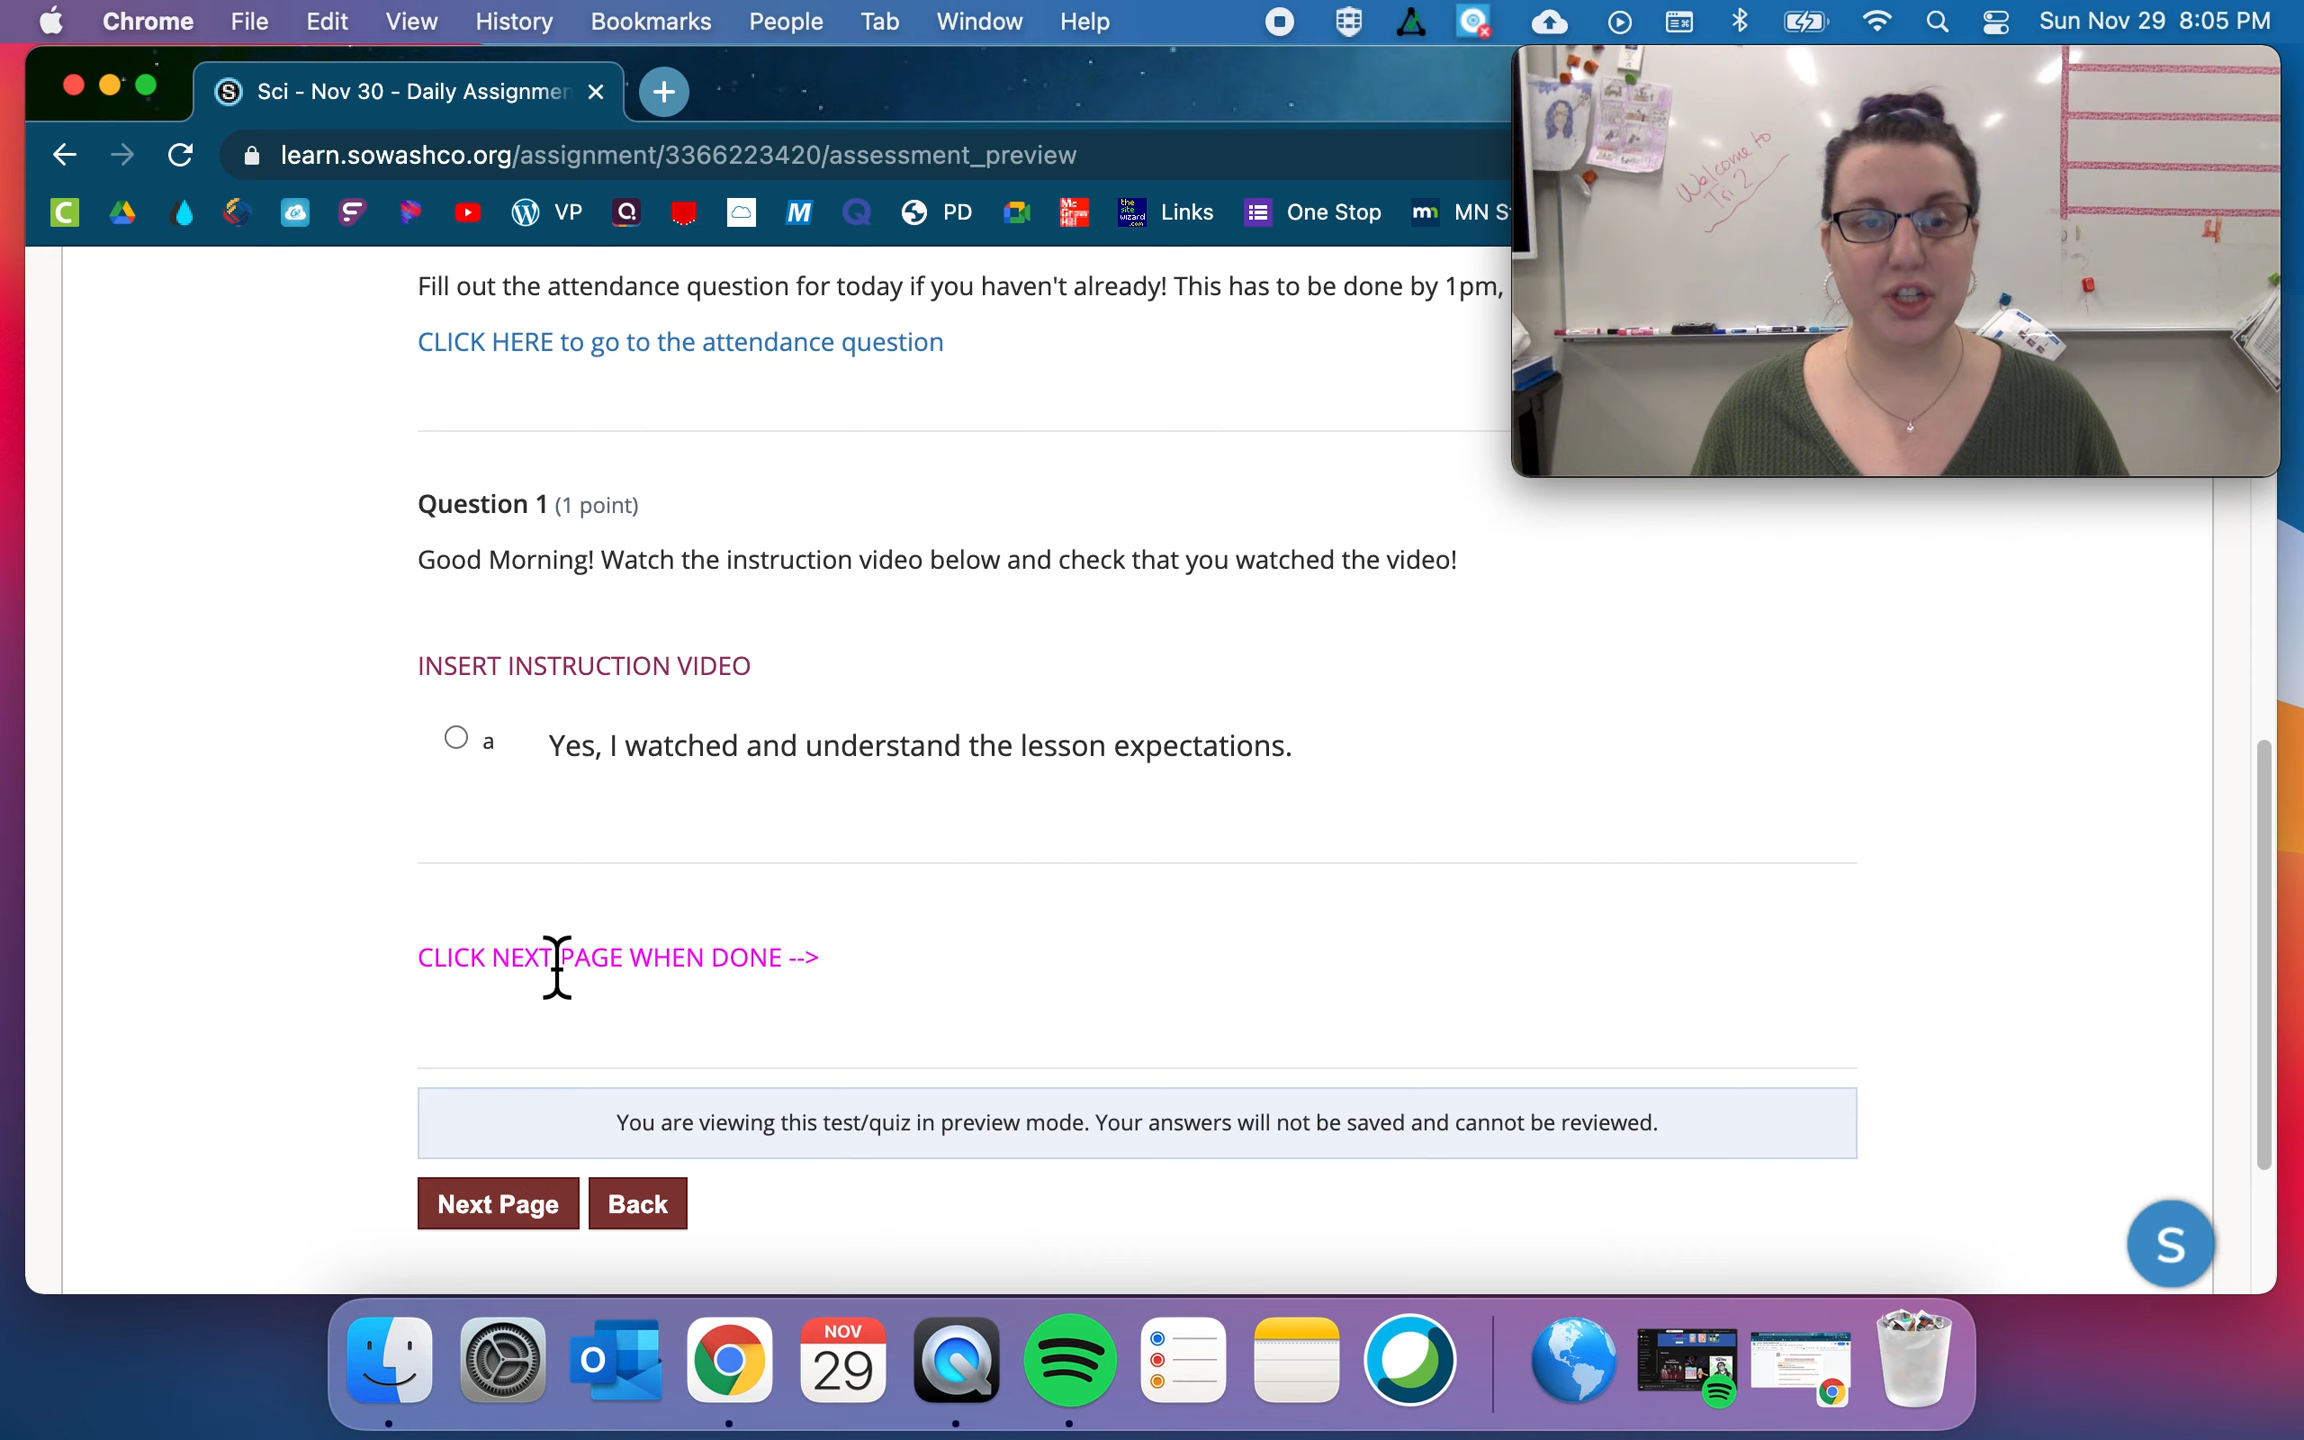 Chrome File Edit View History Bookmarks People Tab Window Help Sun Nov 29 8:05 PM
Sci - Nov 30 - Daily Assignmen
learn.sowashco.org/assignment/3366223420/assessment_preview
VP PD Links One Stop MN S
Welcome to
Tri 2
4
Fill out the attendance question for today if you haven't already! This has to be done by 1pm,
CLICK HERE to go to the attendance question
Question 1 (1 point)
Good Morning! Watch the instruction video below and check that you watched the video!
INSERT INSTRUCTION VIDEO
a Yes, I watched and understand the lesson expectations.
CLICK NEXT PAGE WHEN DONE -->
You are viewing this test/quiz in preview mode. Your answers will not be saved and cannot be reviewed.
Next Page Back
S
NOV
29